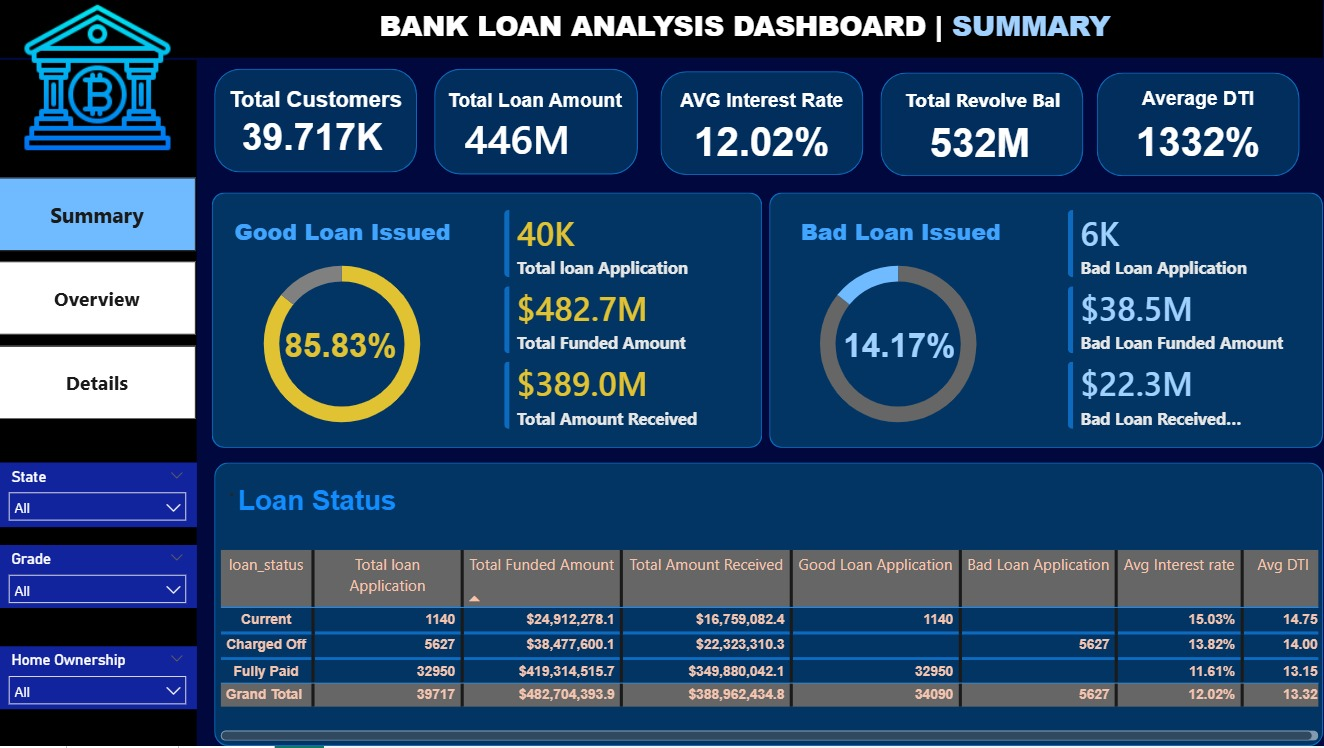 BANK LOAN ANALYSIS DASHBOARD | SUMMARY
Total Customers
39.717K
Total Loan Amount
446M
AVG Interest Rate
12.02%
Total Revolve Bal
532M
Average DTI
1332%
Summary
Overview
Details
State
All
Grade
All
Home Ownership
All
Good Loan Issued
85.83%
40K
Total loan Application
$482.7M
Total Funded Amount
$389.0M
Total Amount Received
Bad Loan Issued
14.17%
6K
Bad Loan Application
$38.5M
Bad Loan Funded Amount
$22.3M
Bad Loan Received...
Loan Status
loan_status Total loan Application Total Funded Amount Total Amount Received Good Loan Application Bad Loan Application Avg Interest rate Avg DTI
Current 1140 $24,912,278.1 $16,759,082.4 1140 15.03% 14.75
Charged Off 5627 $38,477,600.1 $22,323,310.3 5627 13.82% 14.00
Fully Paid 32950 $419,314,515.7 $349,880,042.1 32950 11.61% 13.15
Grand Total 39717 $482,704,393.9 $388,962,434.8 34090 5627 12.02% 13.32